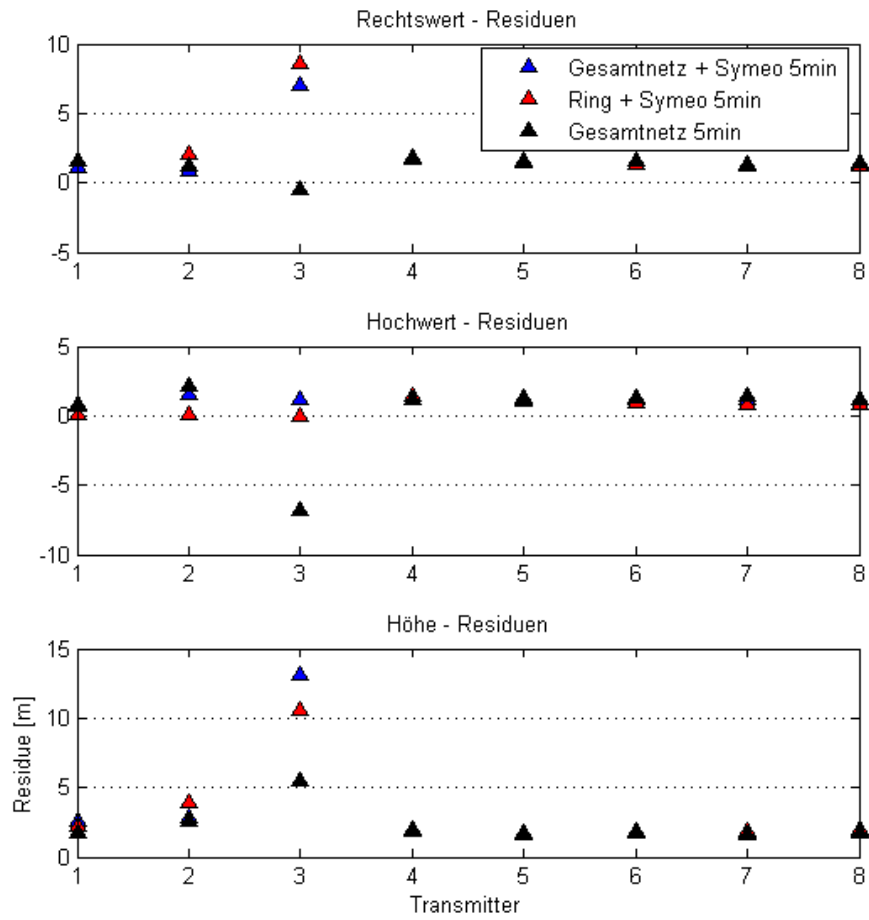 Rechtswert - Residuen
10
5
0
-5
Gesamtnetz + Symeo 5min
Ring + Symeo 5min
Gesamtnetz 5min
1 2 3 4 5 6 7 8
Hochwert - Residuen
5
0
-5
-10
1 2 3 4 5 6 7 8
Höhe - Residuen
15
10
5
0
Residue [m]
1 2 3 4 5 6 7 8
Transmitter